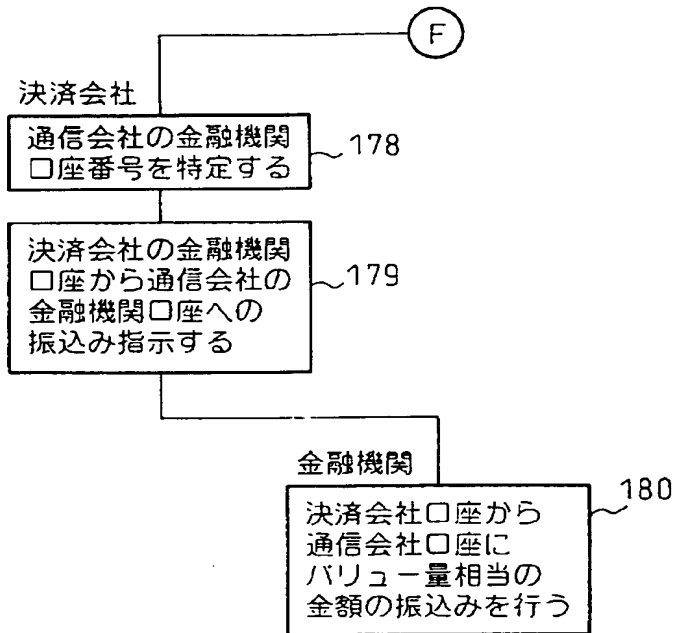 F
決済会社
通信会社の金融機関
口座番号を特定する
178
決済会社の金融機関
口座から通信会社の
金融機関口座への
振込み指示する
179
金融機関
決済会社口座から
通信会社口座に
バリュー量相当の
金額の振込みを行う
180